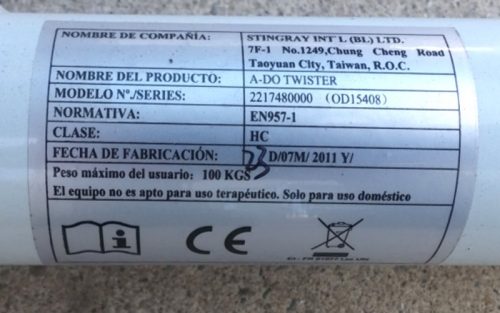 NOMBRE DE COMPAÑÍA: STINGRAY INT'L (BL) LTD.
7F-1 No.1249,Chung Cheng Road
Taoyuan City, Taiwan, R.O.C.
NOMBRE DEL PRODUCTO: A-DO TWISTER
MODELO Nº./SERIES: 2217480000 (OD15408)
NORMATIVA: EN957-1
CLASE: HC
FECHA DE FABRICACIÓN: 23 D/07M/ 2011 Y/
Peso máximo del usuario: 100 KGS
El equipo no es apto para uso terapéutico. Solo para uso doméstico
CE